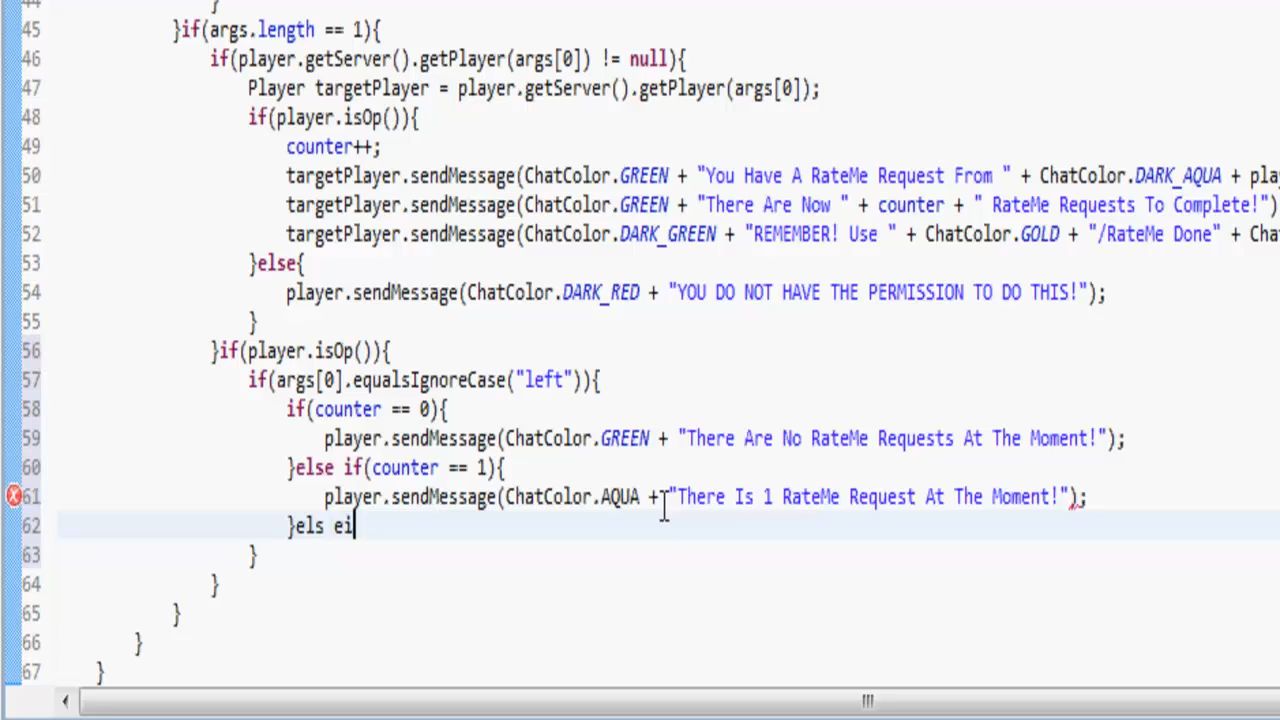 44 }
45 }if(args.length == 1){
46 if(player.getServer().getPlayer(args[0]) != null){
47 Player targetPlayer = player.getServer().getPlayer(args[0]);
48 if(player.isOp()){
49 counter++;
50 targetPlayer.sendMessage(ChatColor.GREEN + "You Have A RateMe Request From " + ChatColor.DARK_AQUA + play
51 targetPlayer.sendMessage(ChatColor.GREEN + "There Are Now " + counter + " RateMe Requests To Complete!")
52 targetPlayer.sendMessage(ChatColor.DARK_GREEN + "REMEMBER! Use " + ChatColor.GOLD + "/RateMe Done" + Cha
53 }else{
54 player.sendMessage(ChatColor.DARK_RED + "YOU DO NOT HAVE THE PERMISSION TO DO THIS!");
55 }
56 }if(player.isOp()){
57 if(args[0].equalsIgnoreCase("left")){
58 if(counter == 0){
59 player.sendMessage(ChatColor.GREEN + "There Are No RateMe Requests At The Moment!");
60 }else if(counter == 1){
61 player.sendMessage(ChatColor.AQUA + "There Is 1 RateMe Request At The Moment!");
62 }els ei
63 }
64 }
65 }
66 }
67 }